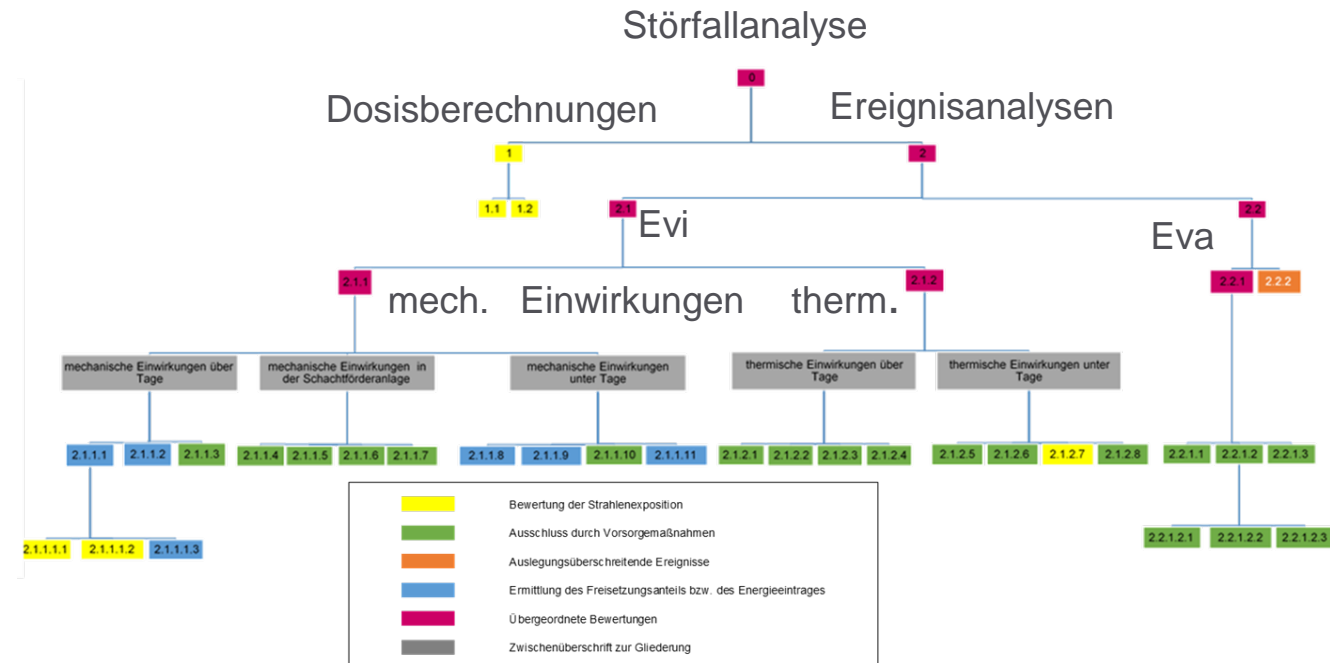 Störfallanalyse
0
Dosisberechnungen
Ereignisanalysen
1
2
1.1
1.2
2.1
2.2
Evi
Eva
2.1.1
2.1.2
2.2.1
2.2.2
mech. Einwirkungen therm.
mechanische Einwirkungen über
Tage
mechanische Einwirkungen in
der Schachtförderanlage
mechanische Einwirkungen
unter Tage
thermische Einwirkungen über
Tage
thermische Einwirkungen unter
Tage
2.1.1.1
2.1.1.2
2.1.1.3
2.1.1.4
2.1.1.5
2.1.1.6
2.1.1.7
2.1.1.8
2.1.1.9
2.1.1.10
2.1.1.11
2.1.2.1
2.1.2.2
2.1.2.3
2.1.2.4
2.1.2.5
2.1.2.6
2.1.2.7
2.1.2.8
2.2.1.1
2.2.1.2
2.2.1.3
2.1.1.1.1
2.1.1.1.2
2.1.1.1.3
2.2.1.2.1
2.2.1.2.2
2.2.1.2.3
Bewertung der Strahlenexposition
Ausschluss durch Vorsorgemaßnahmen
Auslegungsüberschreitende Ereignisse
Ermittlung des Freisetzungsanteils bzw. des Energieeintrages
Übergeordnete Bewertungen
Zwischenüberschrift zur Gliederung